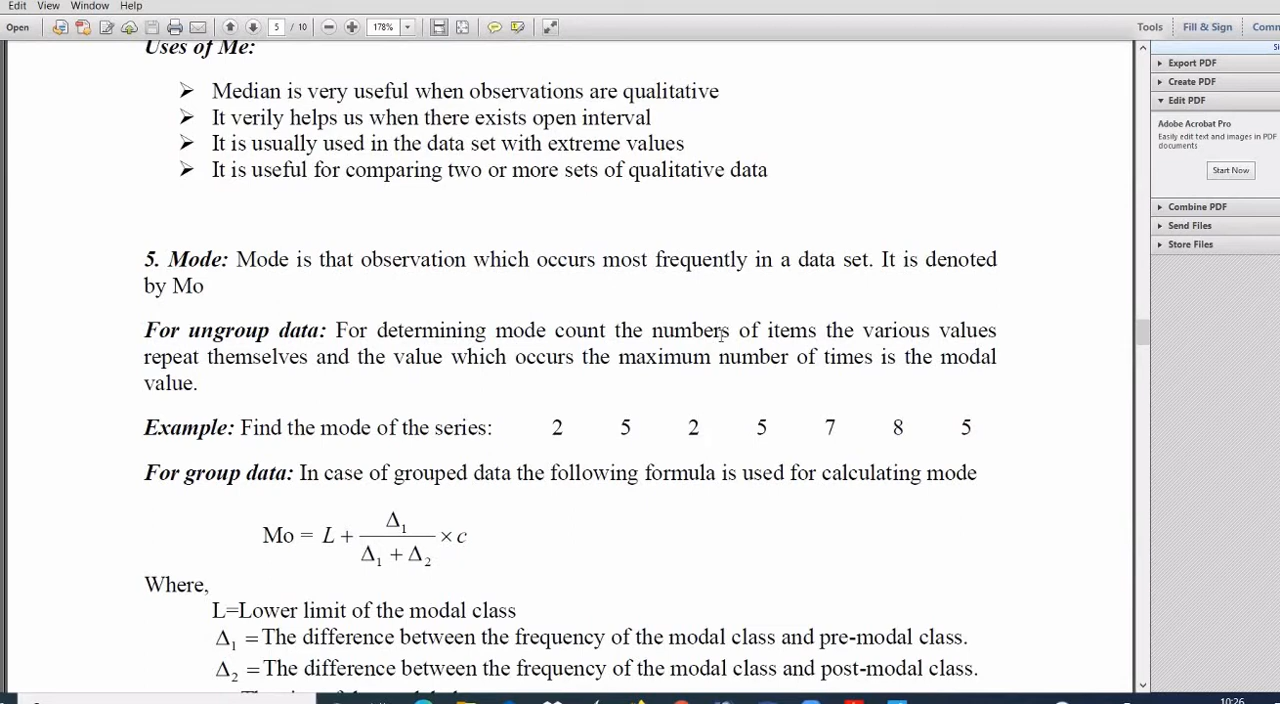 Edit View Window Help
Open 5 / 10 178% Tools Fill & Sign
Uses of Me:
➢ Median is very useful when observations are qualitative
➢ It verily helps us when there exists open interval
➢ It is usually used in the data set with extreme values
➢ It is useful for comparing two or more sets of qualitative data
5. Mode: Mode is that observation which occurs most frequently in a data set. It is denoted
by Mo
For ungroup data: For determining mode count the numbers of items the various values
repeat themselves and the value which occurs the maximum number of times is the modal
value.
Example: Find the mode of the series: 2 5 2 5 7 8 5
For group data: In case of grouped data the following formula is used for calculating mode
Mo = L + Δ₁ / (Δ₁ + Δ₂) × c
Where,
L=Lower limit of the modal class
Δ₁ =The difference between the frequency of the modal class and pre-modal class.
Δ₂ =The difference between the frequency of the modal class and post-modal class.
Export PDF
Create PDF
Edit PDF
Adobe Acrobat Pro
Easily edit text and images in PDF
documents
Start Now
Combine PDF
Send Files
Store Files
10:26